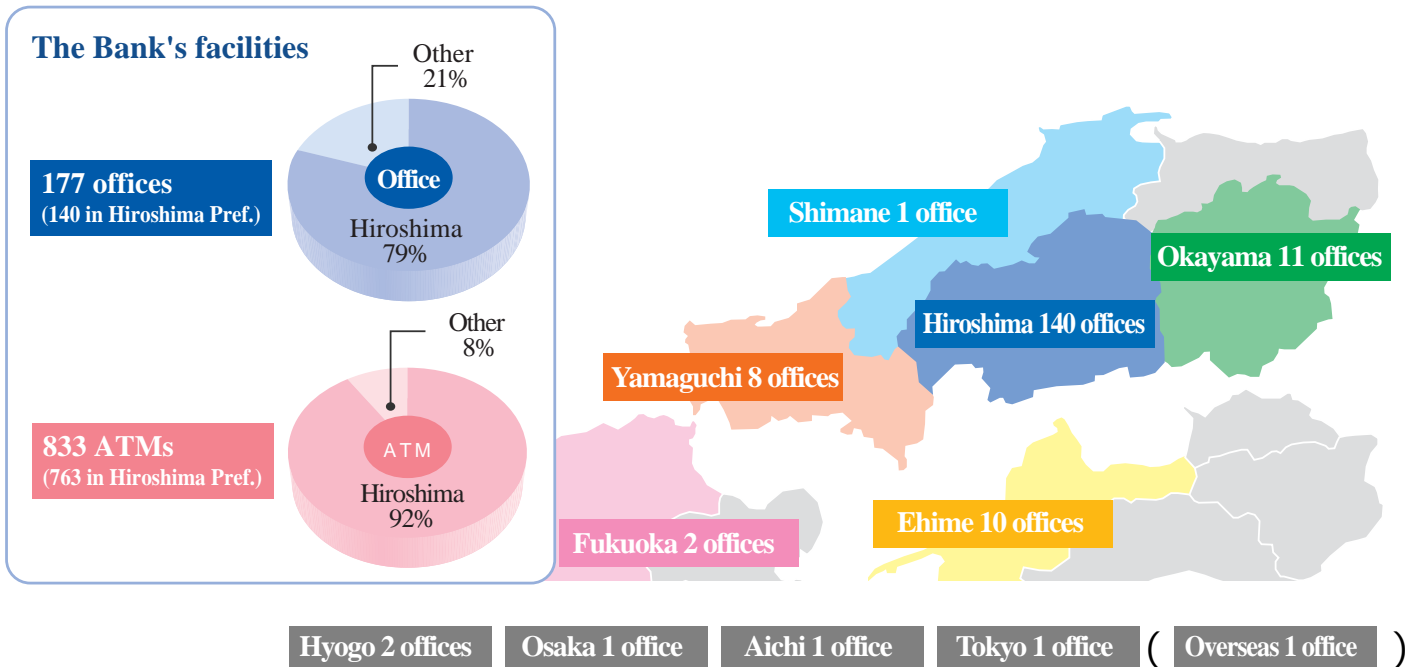 The Bank's facilities
Other
21%
177 offices
(140 in Hiroshima Pref.)
Office
Hiroshima
79%
Other
8%
833 ATMs
(763 in Hiroshima Pref.)
ATM
Hiroshima
92%
Shimane 1 office
Okayama 11 offices
Hiroshima 140 offices
Yamaguchi 8 offices
Fukuoka 2 offices
Ehime 10 offices
Hyogo 2 offices Osaka 1 office Aichi 1 office Tokyo 1 office ( Overseas 1 office )